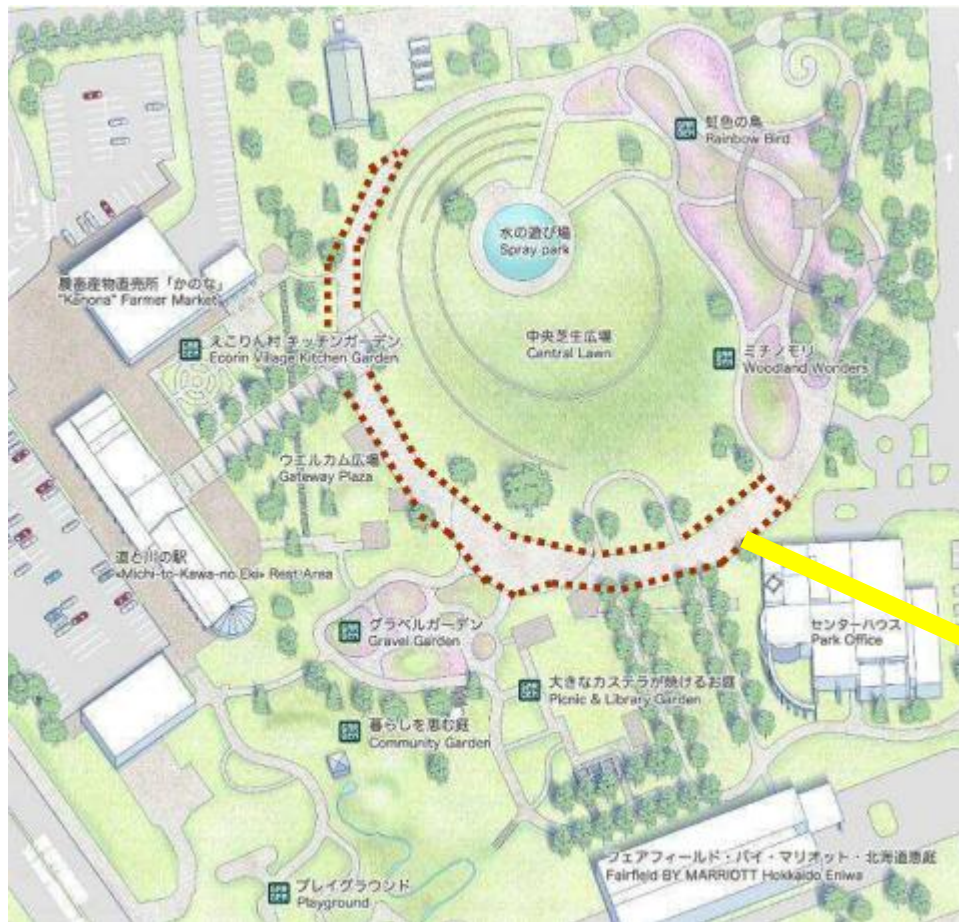 虹色の鳥
Rainbow Bird
水の遊び場
Spray park
農畜産物直売所「かのな」
"Kanona" Farmer Market
えこりん村 キッチンガーデン
Ecorin Village Kitchen Garden
中央芝生広場
Central Lawn
ミチノモリ
Woodland Wonders
ウエルカム広場
Gateway Plaza
道と川の駅
«Michi-to-Kawa-no Eki» Rest Area
グラベルガーデン
Gravel Garden
センターハウス
Park Office
大きなカステラが焼けるお庭
Picnic & Library Garden
暮らしを恵む庭
Community Garden
フェアフィールド・バイ・マリオット・北海道恵庭
Fairfield BY MARRIOTT Hokkaido Eniwa
プレイグラウンド
Playground